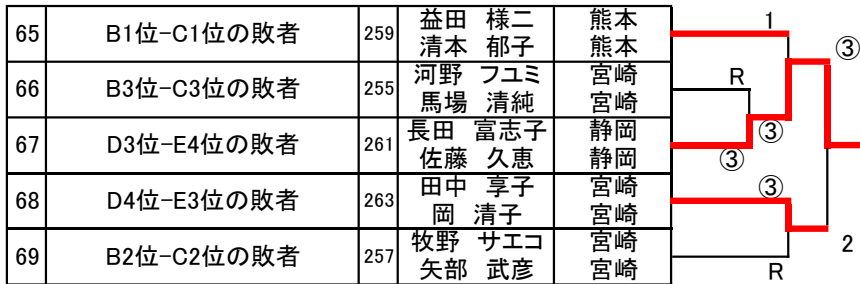 65 B1位-C1位の敗者 259 益田 様二 熊本 1
清本 郁子 熊本 ③
66 B3位-C3位の敗者 255 河野 フユミ 宮崎 R
馬場 清純 宮崎
67 D3位-E4位の敗者 261 長田 富志子 静岡 ③
佐藤 久恵 静岡 ③
68 D4位-E3位の敗者 263 田中 享子 宮崎 ③
岡 清子 宮崎
69 B2位-C2位の敗者 257 牧野 サエコ 宮崎 2
矢部 武彦 宮崎 R